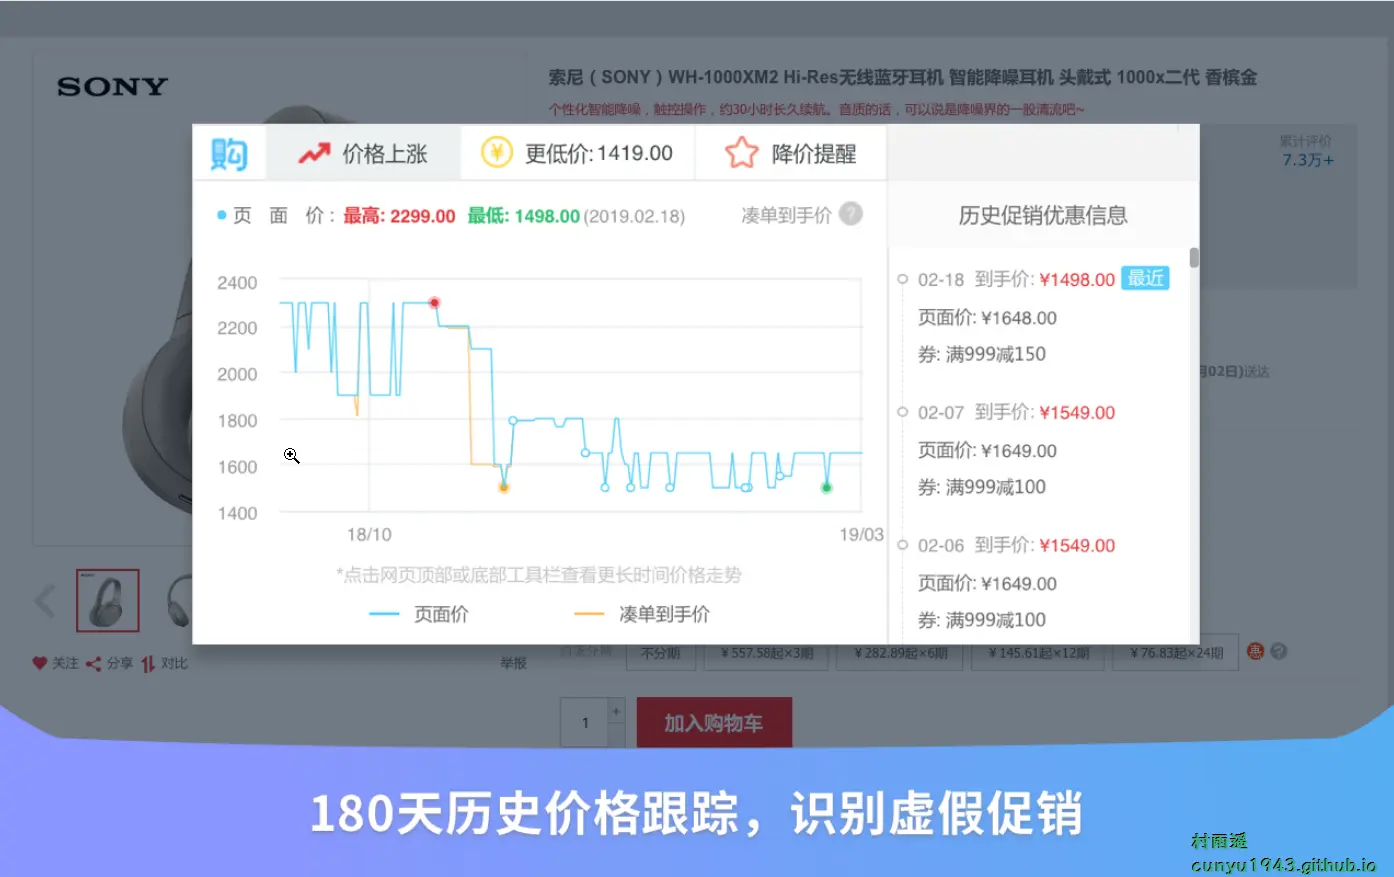 SONY
索尼（SONY）WH-1000XM2 Hi-Res无线蓝牙耳机 智能降噪耳机 头戴式 1000x二代 香槟金
个性化智能降噪，触控操作，约30小时长久续航。音质的话，可以说是降噪界的一股清流吧~
累计评价
7.3万+
购 价格上涨 更低价:1419.00 降价提醒
页 面 价: 最高: 2299.00 最低: 1498.00 (2019.02.18) 凑单到手价 ?
历史促销优惠信息
2400
2200
2000
1800
1600
1400
18/10 19/03
*点击网页顶部或底部工具栏查看更长时间价格走势
页面价 凑单到手价
02-18 到手价: ¥1498.00 最近
页面价: ¥1648.00
券: 满999减150
02-07 到手价: ¥1549.00
页面价: ¥1649.00
券: 满999减100
02-06 到手价: ¥1549.00
页面价: ¥1649.00
券: 满999减100
月02日)送达
关注 分享 对比
举报
不分期 ¥557.58起×3期 ¥282.89起×6期 ¥145.61起×12期 ¥76.83起×24期 惠 ?
1 +
加入购物车
180天历史价格跟踪，识别虚假促销
村雨遥
cunyu1943.github.io